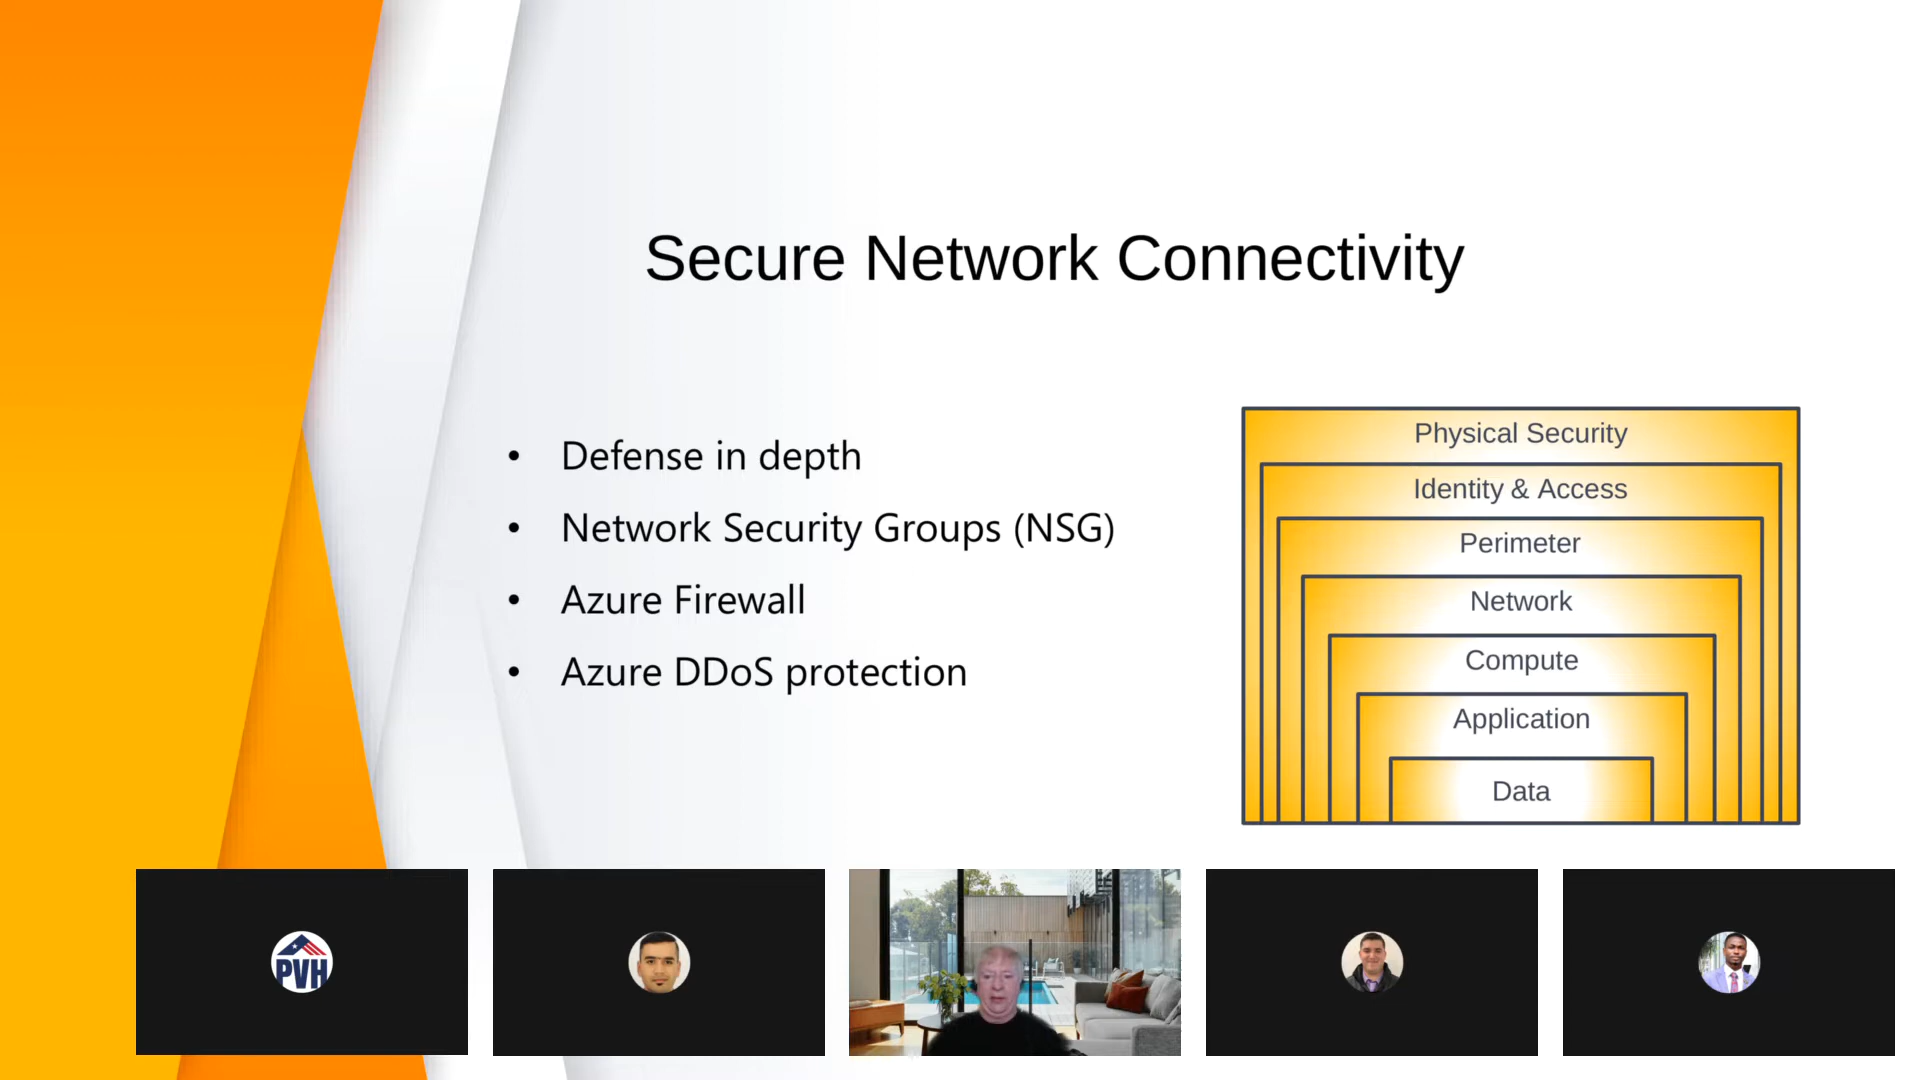 Secure Network Connectivity
• Defense in depth
• Network Security Groups (NSG)
• Azure Firewall
• Azure DDoS protection
Physical Security
Identity & Access
Perimeter
Network
Compute
Application
Data
PVH